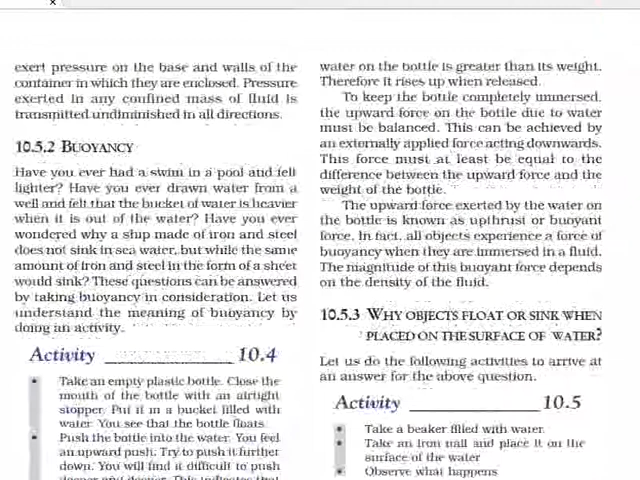 exert pressure on the base and walls of the
container in which they are enclosed. Pressure
exerted in any confined mass of fluid is
transmitted undiminished in all directions.
10.5.2 BUOYANCY
Have you ever had a swim in a pool and felt
lighter? Have you ever drawn water from a
well and felt that the bucket of water is heavier
when it is out of the water? Have you ever
wondered why a ship made of iron and steel
does not sink in sea water, but while the same
amount of iron and steel in the form of a sheet
would sink? These questions can be answered
by taking buoyancy in consideration. Let us
understand the meaning of buoyancy by
doing an activity.
Activity 10.4
• Take an empty plastic bottle. Close the
mouth of the bottle with an airtight
stopper. Put it in a bucket filled with
water. You see that the bottle floats.
• Push the bottle into the water. You feel
an upward push. Try to push it further
down. You will find it difficult to push
deeper and deeper. This indicates that
water on the bottle is greater than its weight.
Therefore it rises up when released.
To keep the bottle completely immersed,
the upward force on the bottle due to water
must be balanced. This can be achieved by
an externally applied force acting downwards.
This force must at least be equal to the
difference between the upward force and the
weight of the bottle.
The upward force exerted by the water on
the bottle is known as upthrust or buoyant
force. In fact, all objects experience a force of
buoyancy when they are immersed in a fluid.
The magnitude of this buoyant force depends
on the density of the fluid.
10.5.3 WHY OBJECTS FLOAT OR SINK WHEN
PLACED ON THE SURFACE OF WATER?
Let us do the following activities to arrive at
an answer for the above question.
Activity 10.5
• Take a beaker filled with water.
• Take an iron nail and place it on the
surface of the water
• Observe what happens